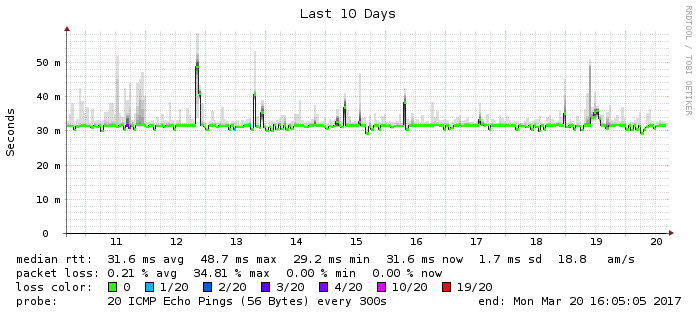 Last 10 Days
RRDTOOL / TOBI OETIKER
Seconds
50 m
40 m
30 m
20 m
10 m
0
11 12 13 14 15 16 17 18 19 20
median rtt: 31.6 ms avg 48.7 ms max 29.2 ms min 31.6 ms now 1.7 ms sd 18.8 am/s
packet loss: 0.21 % avg 34.81 % max 0.00 % min 0.00 % now
loss color: 0 1/20 2/20 3/20 4/20 10/20 19/20
probe: 20 ICMP Echo Pings (56 Bytes) every 300s end: Mon Mar 20 16:05:05 2017